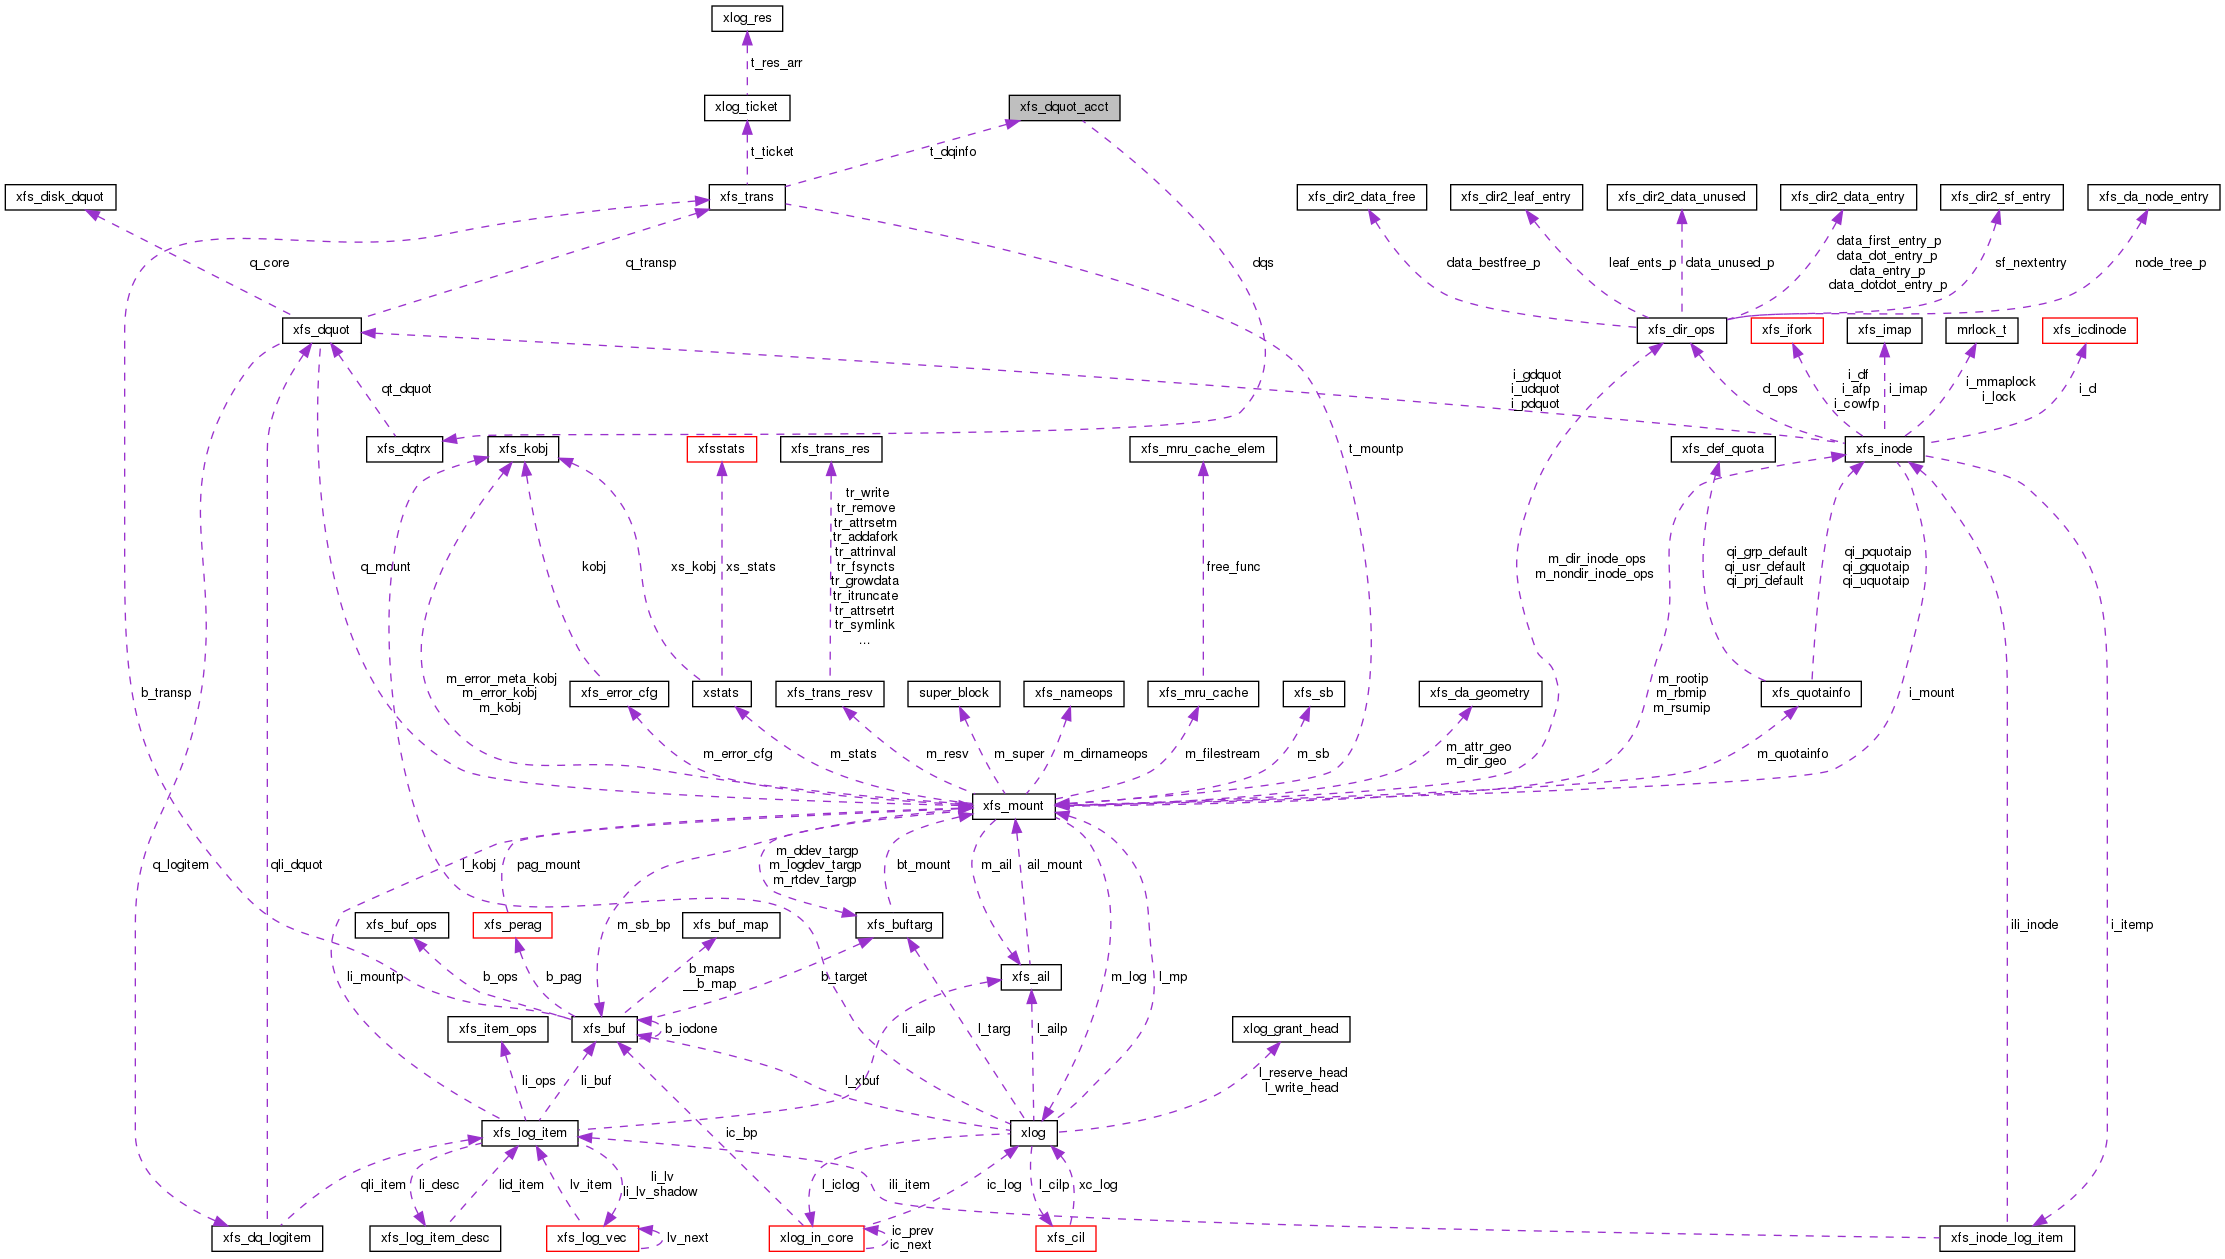 xlog_res
t_res_arr
xlog_ticket
xfs_dquot_acct
t_ticket
t_dqinfo
xfs_disk_dquot
xfs_trans
xfs_dir2_data_free
xfs_dir2_leaf_entry
xfs_dir2_data_unused
xfs_dir2_data_entry
xfs_dir2_sf_entry
xfs_da_node_entry
q_core
q_transp
dqs
data_bestfree_p
leaf_ents_p
data_unused_p
data_first_entry_p
data_dot_entry_p
data_entry_p
data_dotdot_entry_p
sf_nextentry
node_tree_p
xfs_dquot
xfs_dir_ops
xfs_ifork
xfs_imap
mrlock_t
xfs_icdinode
qt_dquot
i_gdquot
i_udquot
i_pdquot
d_ops
i_df
i_afp
i_cowfp
i_imap
i_mmaplock
i_lock
i_d
xfs_dqtrx
xfs_kobj
xfsstats
xfs_trans_res
xfs_mru_cache_elem
t_mountp
xfs_def_quota
xfs_inode
q_mount
kobj
xs_kobj
xs_stats
tr_write
tr_remove
tr_attrsetm
tr_addafork
tr_attrinval
tr_fsyncts
tr_growdata
tr_itruncate
tr_attrsetrt
tr_symlink
...
free_func
m_dir_inode_ops
m_nondir_inode_ops
qi_grp_default
qi_usr_default
qi_prj_default
qi_pquotaip
qi_gquotaip
qi_uquotaip
b_transp
m_error_meta_kobj
m_error_kobj
m_kobj
xfs_error_cfg
xstats
xfs_trans_resv
super_block
xfs_nameops
xfs_mru_cache
xfs_sb
xfs_da_geometry
m_rootip
m_rbmip
m_rsumip
xfs_quotainfo
i_mount
m_error_cfg
m_stats
m_resv
m_super
m_dirnameops
m_filestream
m_sb
m_attr_geo
m_dir_geo
m_quotainfo
xfs_mount
q_logitem
qli_dquot
l_kobj
pag_mount
m_ddev_targp
m_logdev_targp
m_rtdev_targp
bt_mount
m_ail
ail_mount
xfs_buf_ops
xfs_perag
m_sb_bp
xfs_buf_map
xfs_buftarg
ili_inode
i_itemp
li_mountp
b_ops
b_pag
b_maps
__b_map
b_target
xfs_ail
m_log
l_mp
xfs_item_ops
xfs_buf
b_iodone
li_ailp
l_targ
l_ailp
xlog_grant_head
li_ops
li_buf
l_xbuf
l_reserve_head
l_write_head
xfs_log_item
ic_bp
xlog
qli_item
li_desc
lid_item
lv_item
li_lv
li_lv_shadow
l_iclog
ili_item
ic_log
l_cilp
xc_log
xfs_dq_logitem
xfs_log_item_desc
xfs_log_vec
lv_next
xlog_in_core
ic_prev
ic_next
xfs_cil
xfs_inode_log_item